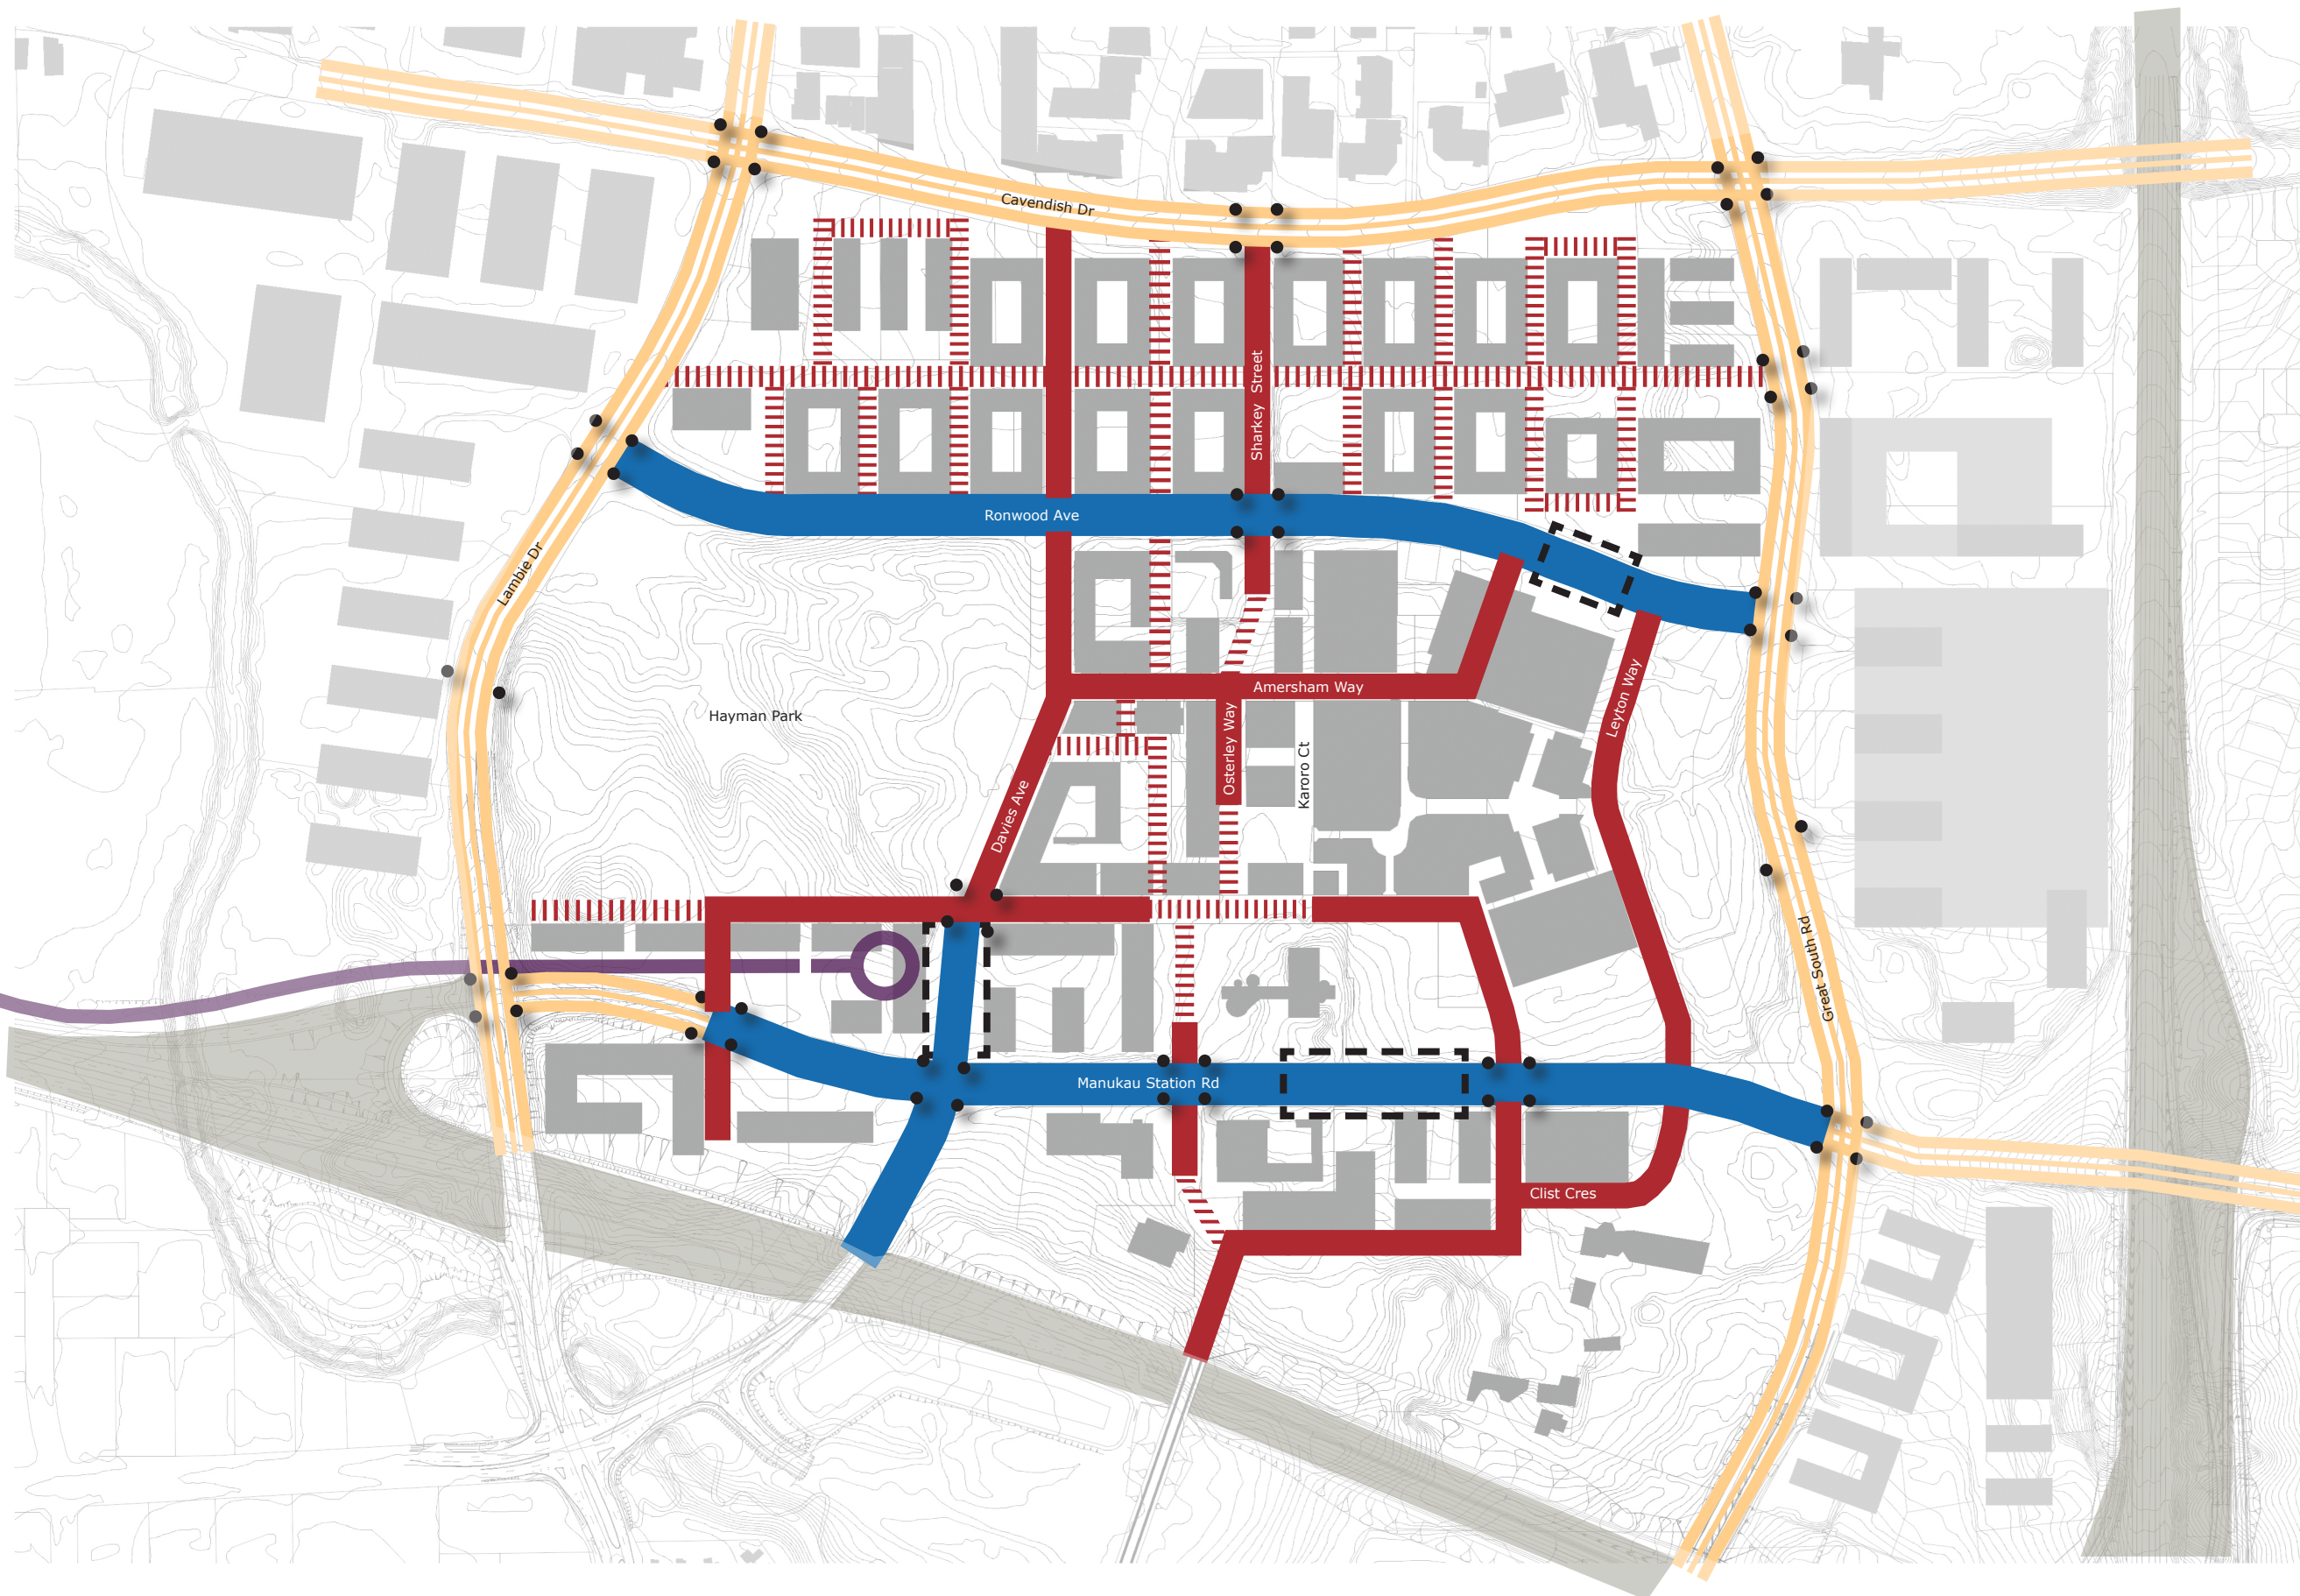 Cavendish Dr
Sharkey Street
Ronwood Ave
Lambie Dr
Amersham Way
Leyton Way
Hayman Park
Osterley Way
Karoro Ct
Davies Ave
Great South Rd
Manukau Station Rd
Clist Cres